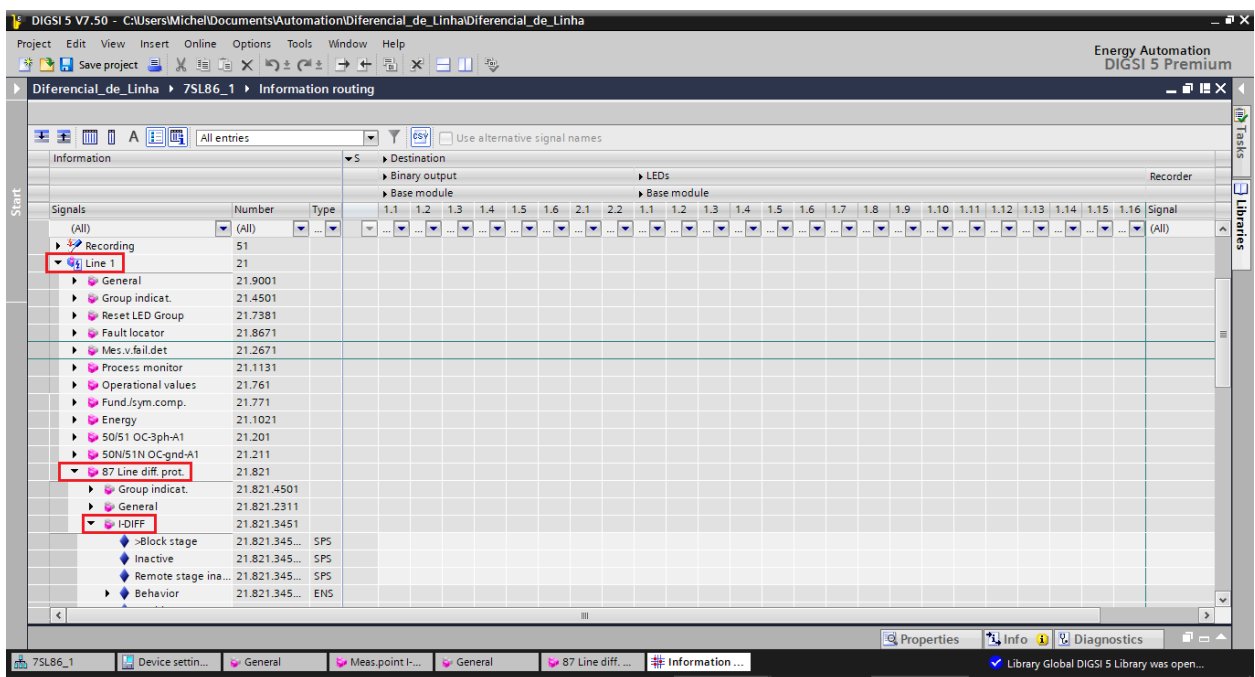 DIGSI 5 V7.50 - C:\Users\Michel\Documents\Automation\Diferencial_de_Linha\Diferencial_de_Linha
Project Edit View Insert Online Options Tools Window Help
Energy Automation
DIGSI 5 Premium
Save project
Diferencial_de_Linha 7SL86_1 Information routing
All entries
csv
Use alternative signal names
Information S Destination
Binary output LEDs Recorder
Base module Base module
Signals Number Type 1.1 1.2 1.3 1.4 1.5 1.6 2.1 2.2 1.1 1.2 1.3 1.4 1.5 1.6 1.7 1.8 1.9 1.10 1.11 1.12 1.13 1.14 1.15 1.16 Signal
(All) (All) ... ... ... ... ... ... ... ... ... ... ... ... ... ... ... ... ... ... ... ... ... ... ... ... ... (All)
Recording 51
Line 1 21
General 21.9001
Group indicat. 21.4501
Reset LED Group 21.7381
Fault locator 21.8671
Mes.v.fail.det 21.2671
Process monitor 21.1131
Operational values 21.761
Fund./sym.comp. 21.771
Energy 21.1021
50/51 OC-3ph-A1 21.201
50N/51N OC-gnd-A1 21.211
87 Line diff. prot. 21.821
Group indicat. 21.821.4501
General 21.821.2311
I-DIFF 21.821.3451
>Block stage 21.821.345... SPS
Inactive 21.821.345... SPS
Remote stage ina... 21.821.345... SPS
Behavior 21.821.345... ENS
Start
Tasks
Libraries
Properties Info Diagnostics
7SL86_1 Device settin... General Meas.point I-... General 87 Line diff. ... Information ... Library Global DIGSI 5 Library was open...